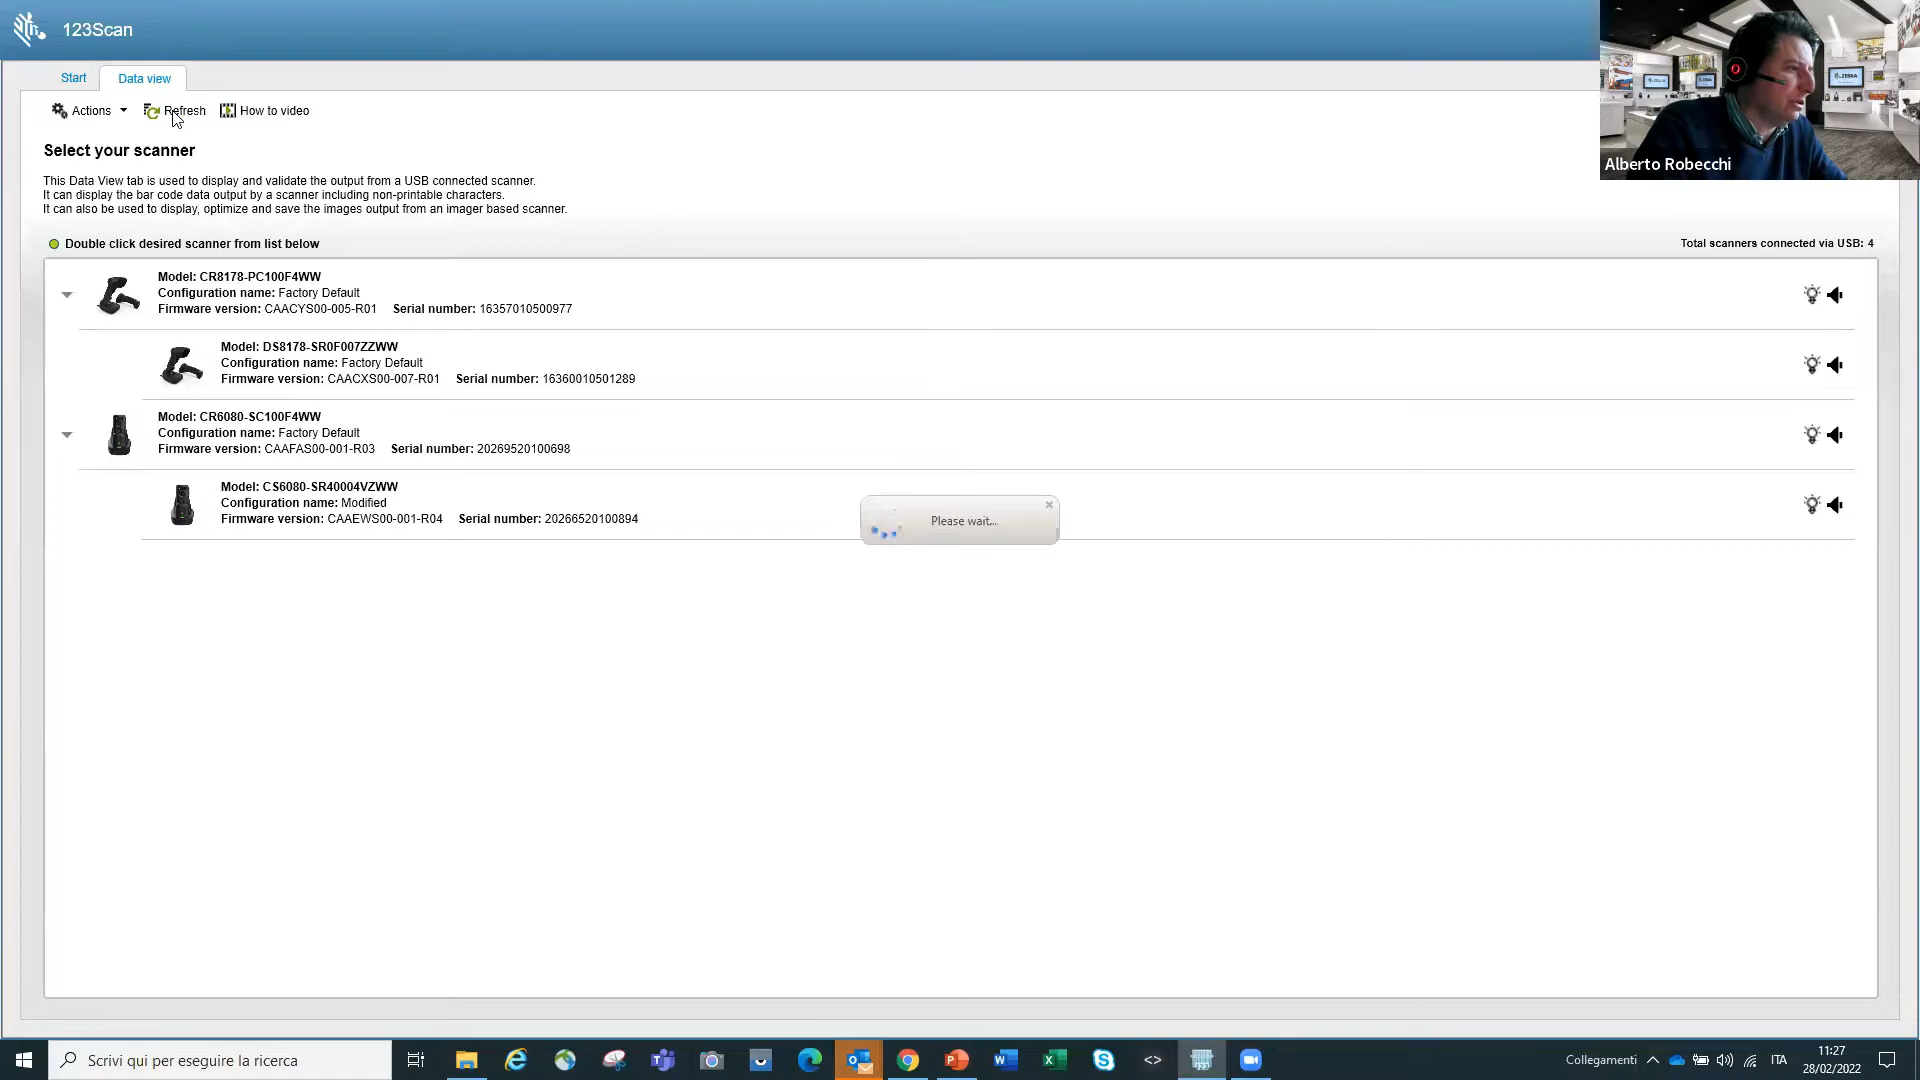 123Scan
Start
Data view
Actions
Refresh
How to video
Select your scanner
This Data View tab is used to display and validate the output from a USB connected scanner.
It can display the bar code data output by a scanner including non-printable characters.
It can also be used to display, optimize and save the images output from an imager based scanner.
Double click desired scanner from list below
Total scanners connected via USB: 4
Model: CR8178-PC100F4WW
Configuration name: Factory Default
Firmware version: CAACYS00-005-R01 Serial number: 16357010500977
Model: DS8178-SR0F007ZZWW
Configuration name: Factory Default
Firmware version: CAACXS00-007-R01 Serial number: 16360010501289
Model: CR6080-SC100F4WW
Configuration name: Factory Default
Firmware version: CAAFAS00-001-R03 Serial number: 20269520100698
Model: CS6080-SR40004VZWW
Configuration name: Modified
Firmware version: CAAEWS00-001-R04 Serial number: 20266520100894
Please wait...
ZEBRA
Alberto Robecchi
Scrivi qui per eseguire la ricerca
Collegamenti
ITA
11:27
28/02/2022